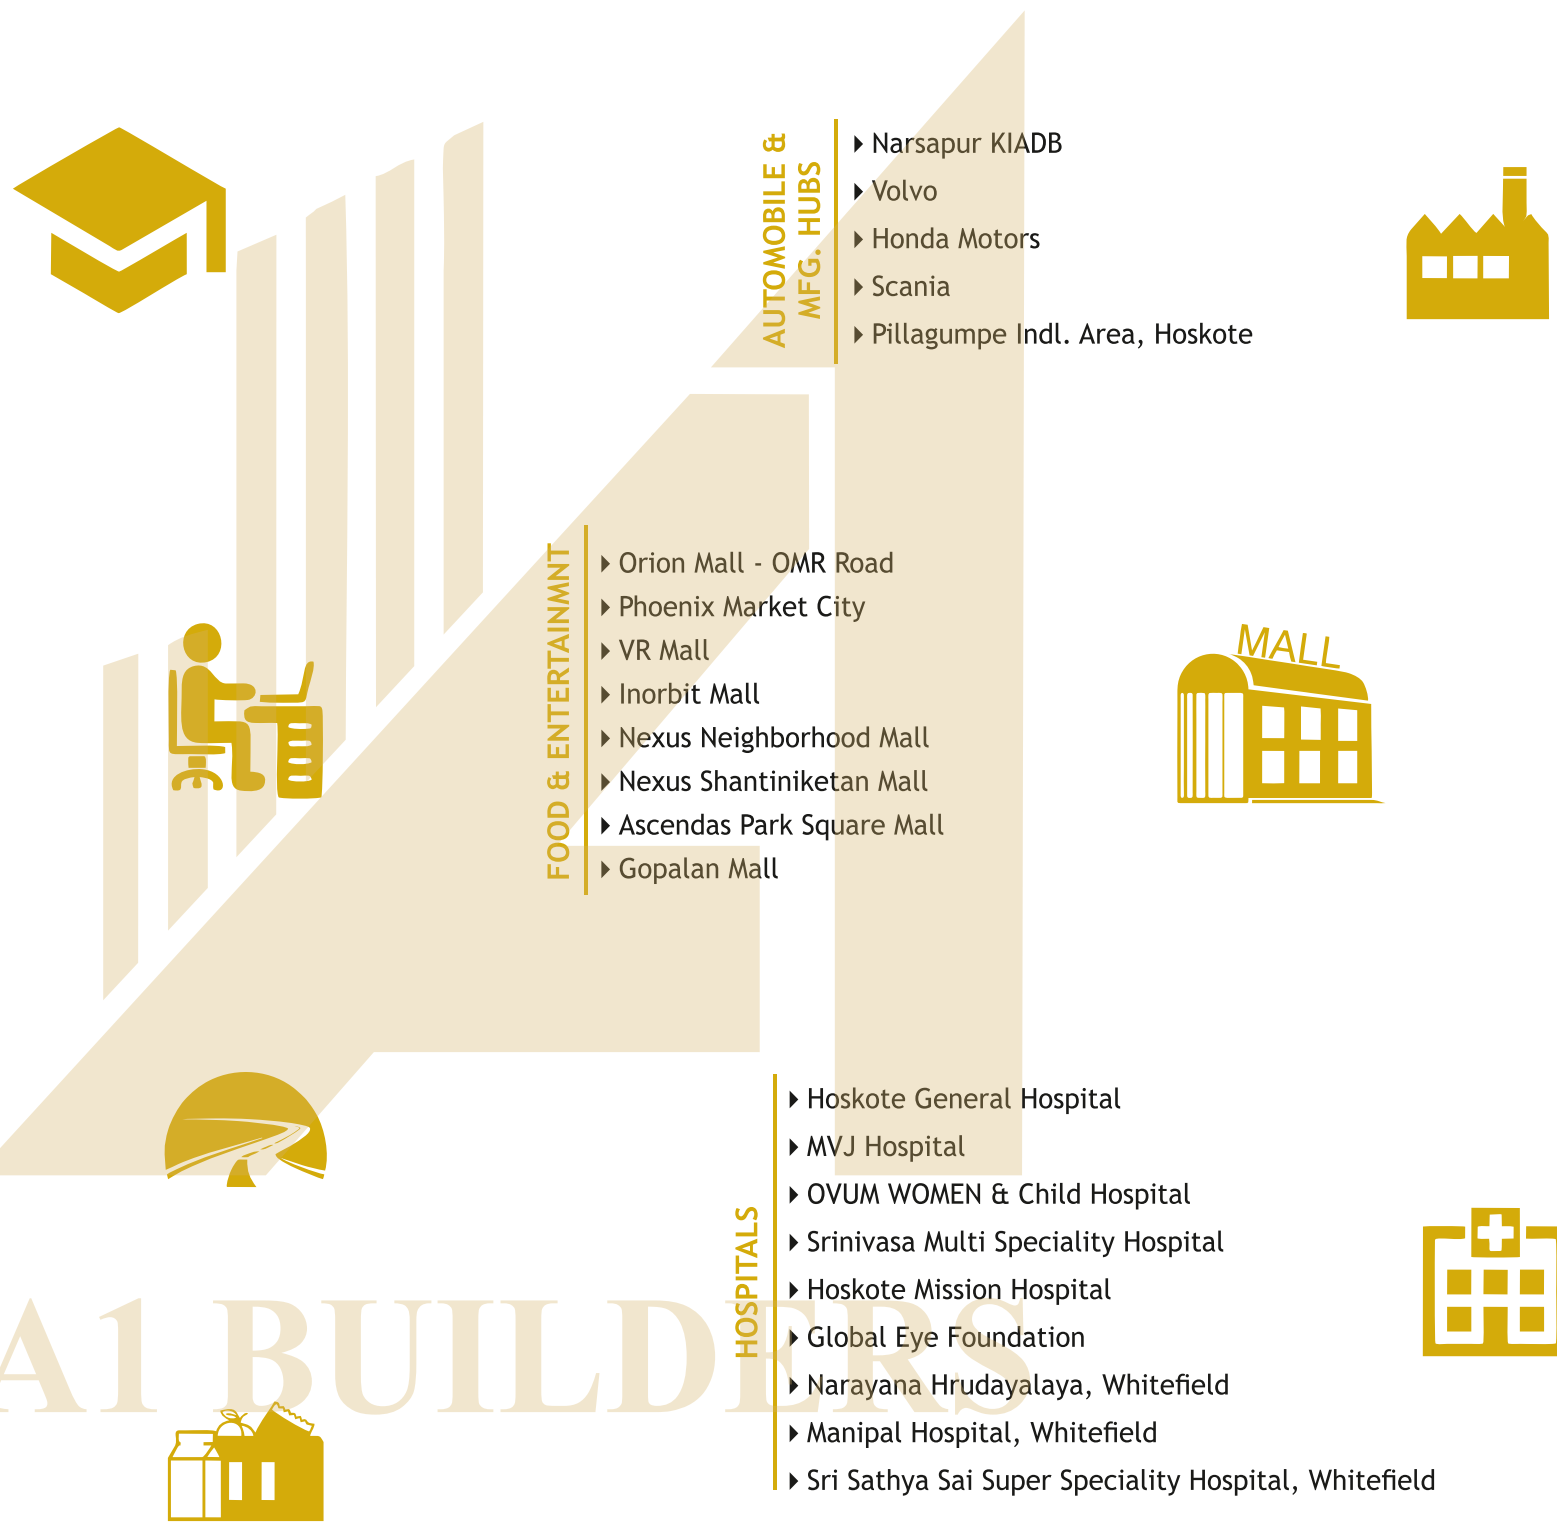 AUTOMOBILE &
MFG. HUBS
Narsapur KIADB
Volvo
Honda Motors
Scania
Pillagumpe Indl. Area, Hoskote
FOOD & ENTERTAINMNT
Orion Mall - OMR Road
Phoenix Market City
VR Mall
Inorbit Mall
Nexus Neighborhood Mall
Nexus Shantiniketan Mall
Ascendas Park Square Mall
Gopalan Mall
MALL
HOSPITALS
Hoskote General Hospital
MVJ Hospital
OVUM WOMEN & Child Hospital
Srinivasa Multi Speciality Hospital
Hoskote Mission Hospital
Global Eye Foundation
Narayana Hrudayalaya, Whitefield
Manipal Hospital, Whitefield
Sri Sathya Sai Super Speciality Hospital, Whitefield
A1 BUILDERS